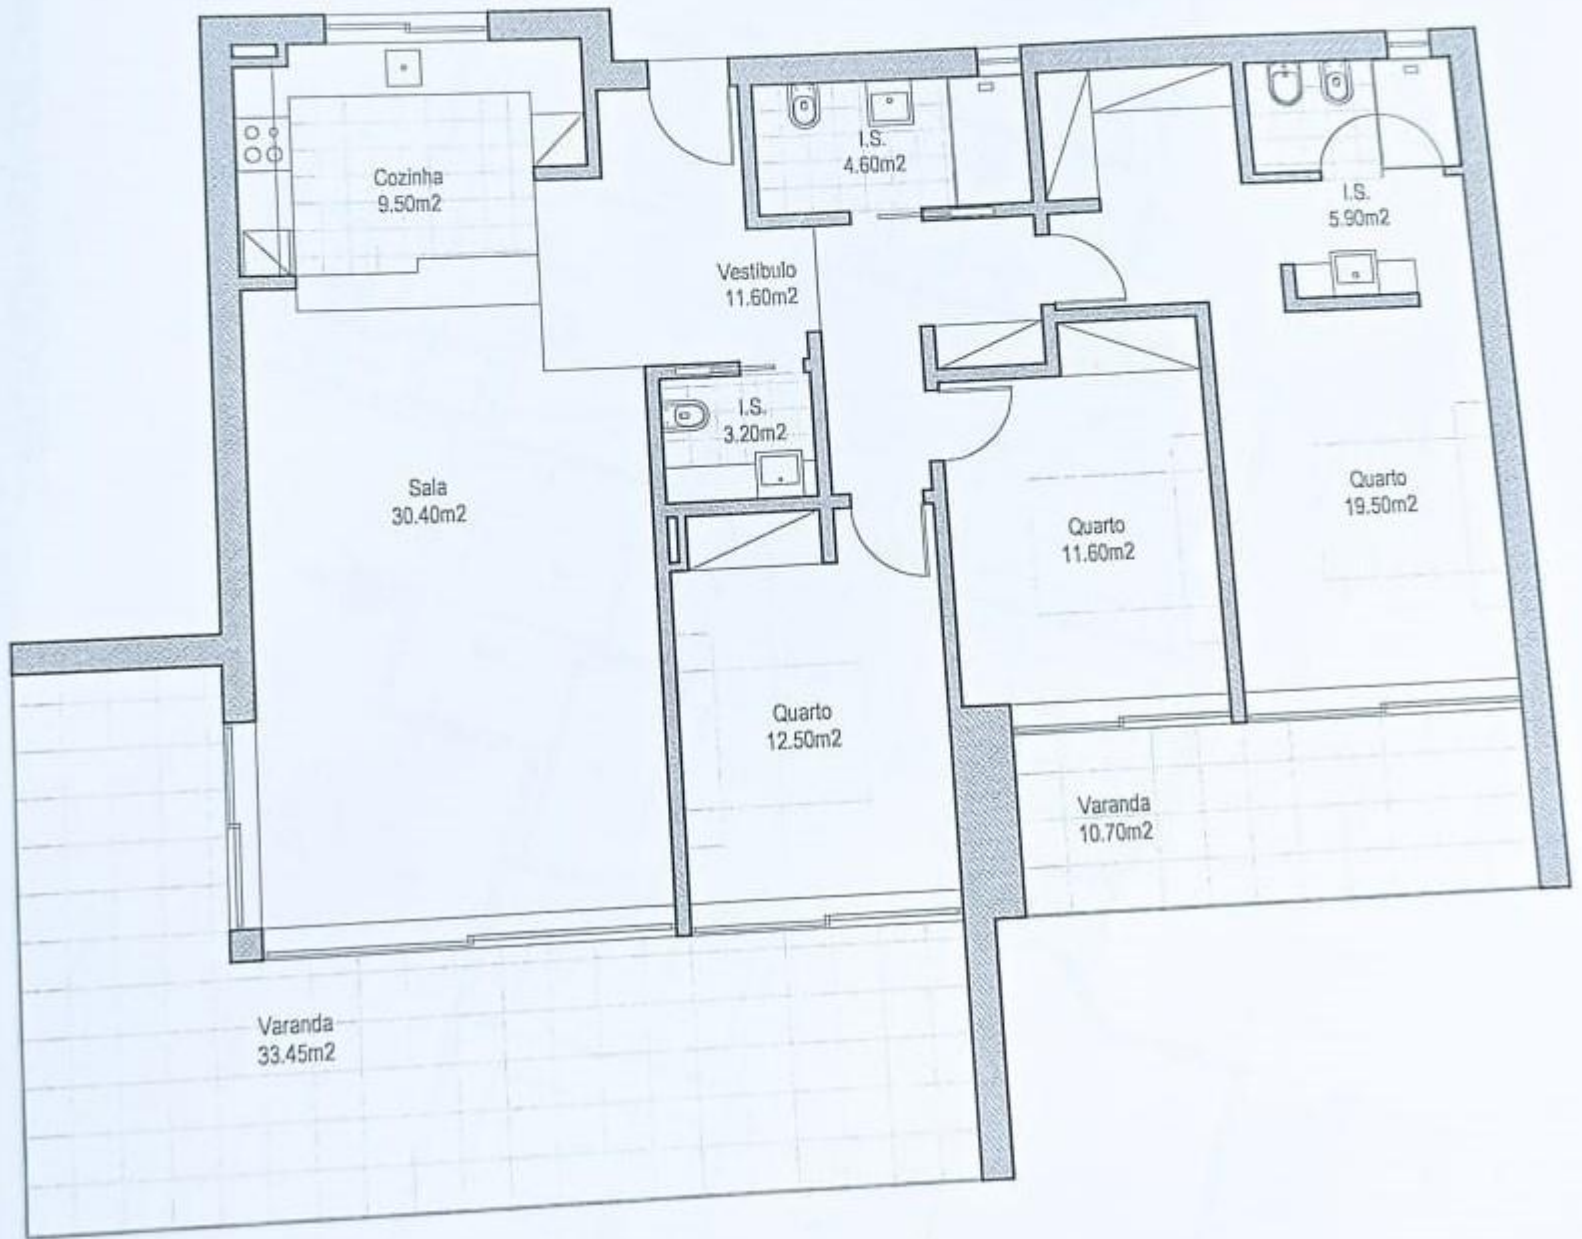 Cozinha
9.50m2
I.S.
4.60m2
I.S.
5.90m2
Vestíbulo
11.60m2
I.S.
3.20m2
Sala
30.40m2
Quarto
11.60m2
Quarto
19.50m2
Quarto
12.50m2
Varanda
10.70m2
Varanda
33.45m2